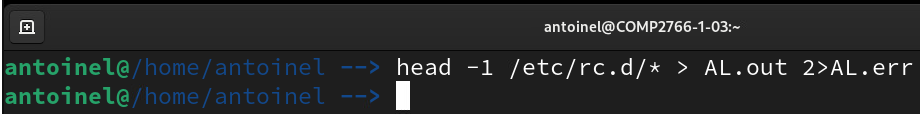 antoinel@COMP2766-1-03:~
antoinel@/home/antoinel --> head -1 /etc/rc.d/* > AL.out 2>AL.err
antoinel@/home/antoinel -->